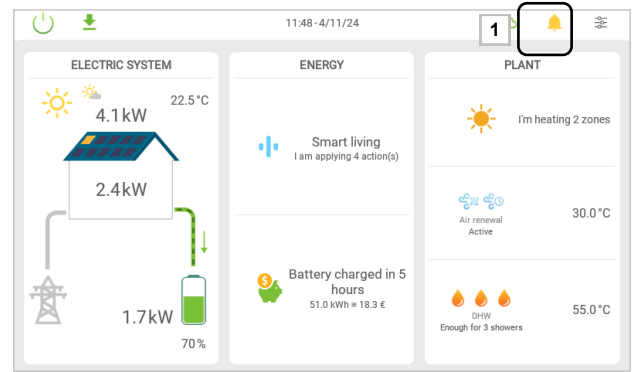 11:48-4/11/24
1
ELECTRIC SYSTEM
22.5°C
4.1kW
2.4kW
1.7kW
70%
ENERGY
Smart living
I am applying 4 action(s)
Battery charged in 5
hours
51.0 kWh = 18.3 €
PLANT
I'm heating 2 zones
Air renewal
Active
30.0°C
DHW
Enough for 3 showers
55.0°C